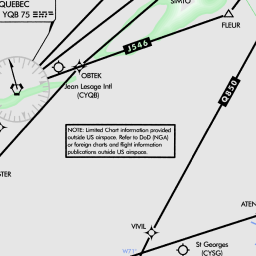 QUEBEC
YQB 75
SIMTO
FLEUR
J546
OBTEK
Jean Lesage Intl
(CYQB)
Q850
NOTE: Limited Chart information provided
outside US airspace. Refer to DoD (NGA)
or foreign charts and flight information
publications outside US airspace.
STER
ATEN
VIVIL
St Georges
(CYSG)
W71°